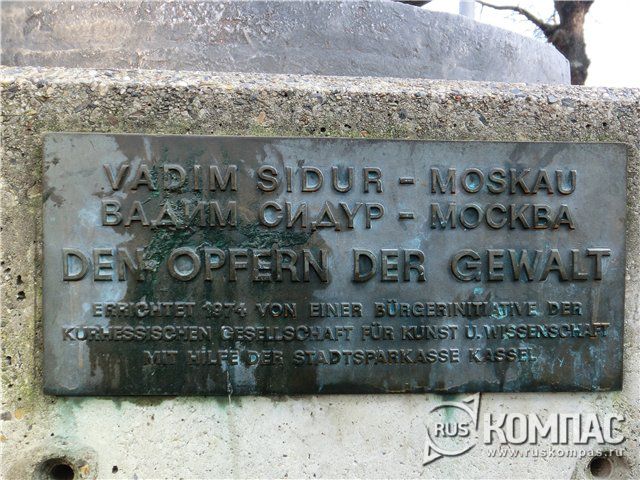 VADIM SIDUR - MOSKAU
ВАДИМ СИДУР - МОСКВА
DEN OPFERN DER GEWALT
ERRICHTET 1974 VON EINER BÜRGERINITIATIVE DER
KURHESSISCHEN GESELLSCHAFT FÜR KUNST U. WISSENSCHAFT
MIT HILFE DER STADTSPARKASSE KASSEL
RUS КОМПАС
www.ruskompas.ru